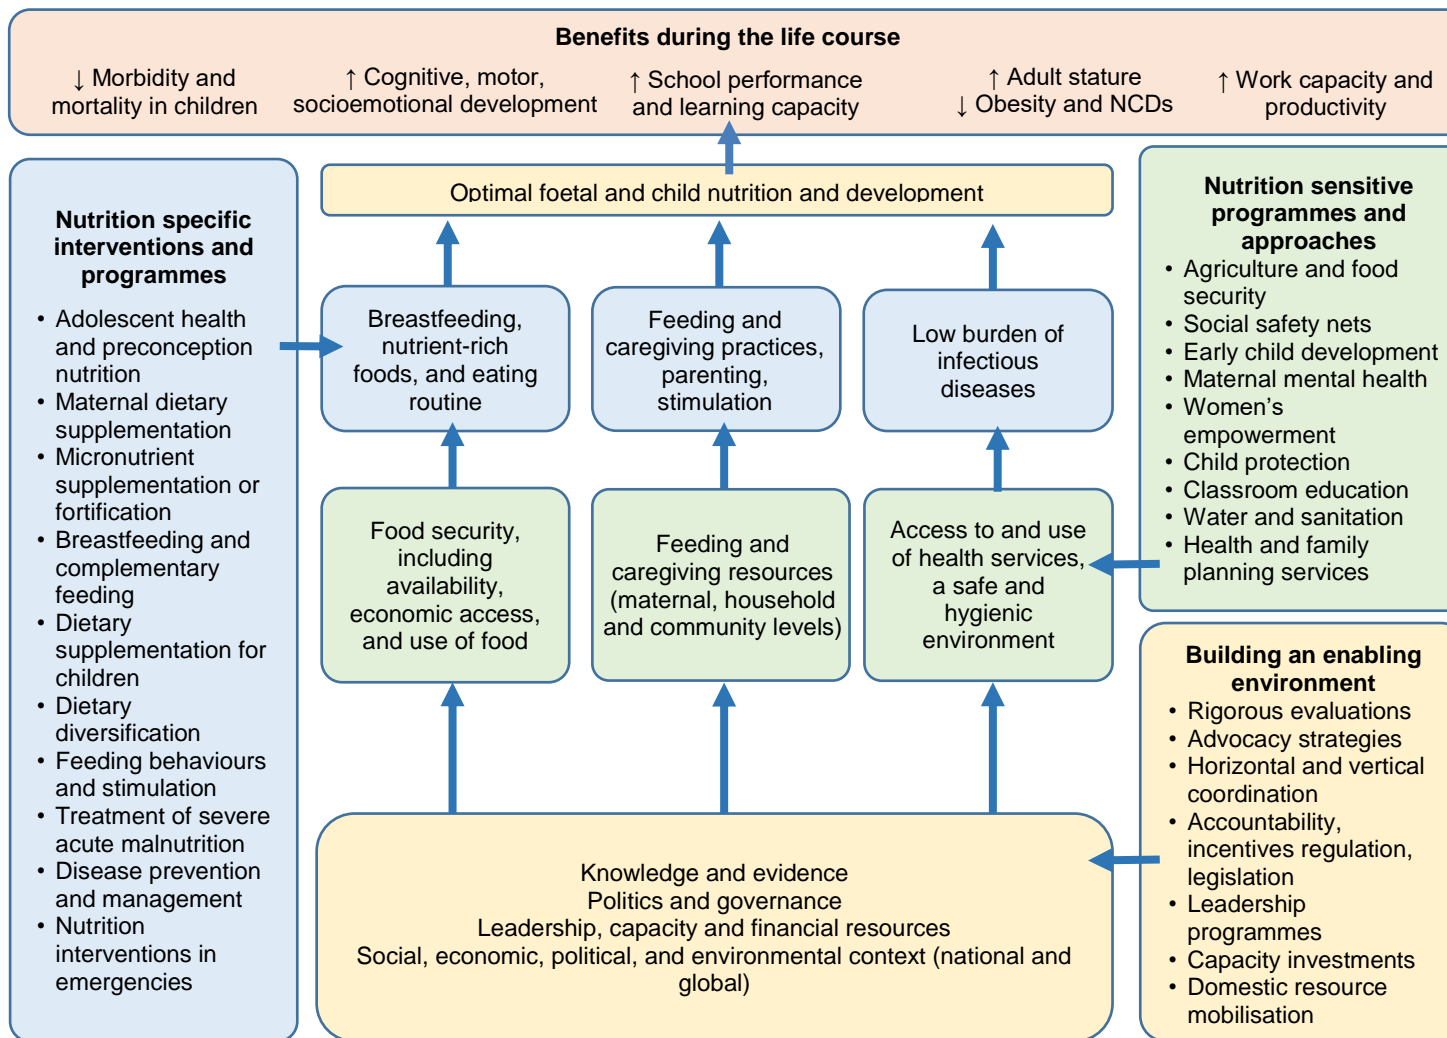 Benefits during the life course
↓ Morbidity and
mortality in children
↑ Cognitive, motor,
socioemotional development
↑ School performance
and learning capacity
↑ Adult stature
↓ Obesity and NCDs
↑ Work capacity and
productivity
Nutrition specific
interventions and
programmes
• Adolescent health
and preconception
nutrition
• Maternal dietary
supplementation
• Micronutrient
supplementation or
fortification
• Breastfeeding and
complementary
feeding
• Dietary
supplementation for
children
• Dietary
diversification
• Feeding behaviours
and stimulation
• Treatment of severe
acute malnutrition
• Disease prevention
and management
• Nutrition
interventions in
emergencies
Optimal foetal and child nutrition and development
Breastfeeding,
nutrient-rich
foods, and eating
routine
Feeding and
caregiving practices,
parenting,
stimulation
Low burden of
infectious
diseases
Food security,
including
availability,
economic access,
and use of food
Feeding and
caregiving resources
(maternal, household
and community levels)
Access to and use
of health services,
a safe and
hygienic
environment
Knowledge and evidence
Politics and governance
Leadership, capacity and financial resources
Social, economic, political, and environmental context (national and
global)
Nutrition sensitive
programmes and
approaches
• Agriculture and food
security
• Social safety nets
• Early child development
• Maternal mental health
• Women's
empowerment
• Child protection
• Classroom education
• Water and sanitation
• Health and family
planning services
Building an enabling
environment
• Rigorous evaluations
• Advocacy strategies
• Horizontal and vertical
coordination
• Accountability,
incentives regulation,
legislation
• Leadership
programmes
• Capacity investments
• Domestic resource
mobilisation